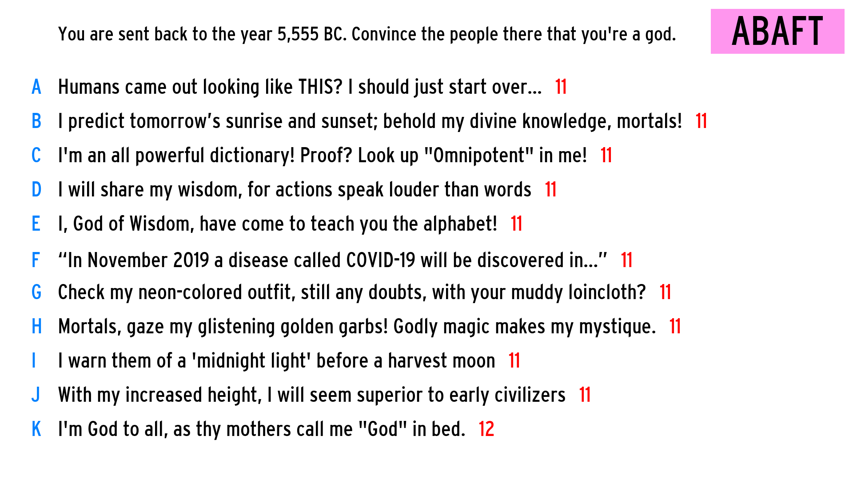 You are sent back to the year 5,555 BC. Convince the people there that you're a god.
ABAFT
A Humans came out looking like THIS? I should just start over... 11
B I predict tomorrow’s sunrise and sunset; behold my divine knowledge, mortals! 11
C I'm an all powerful dictionary! Proof? Look up "Omnipotent" in me! 11
D I will share my wisdom, for actions speak louder than words 11
E I, God of Wisdom, have come to teach you the alphabet! 11
F “In November 2019 a disease called COVID-19 will be discovered in...” 11
G Check my neon-colored outfit, still any doubts, with your muddy loincloth? 11
H Mortals, gaze my glistening golden garbs! Godly magic makes my mystique. 11
I I warn them of a 'midnight light' before a harvest moon 11
J With my increased height, I will seem superior to early civilizers 11
K I'm God to all, as thy mothers call me "God" in bed. 12